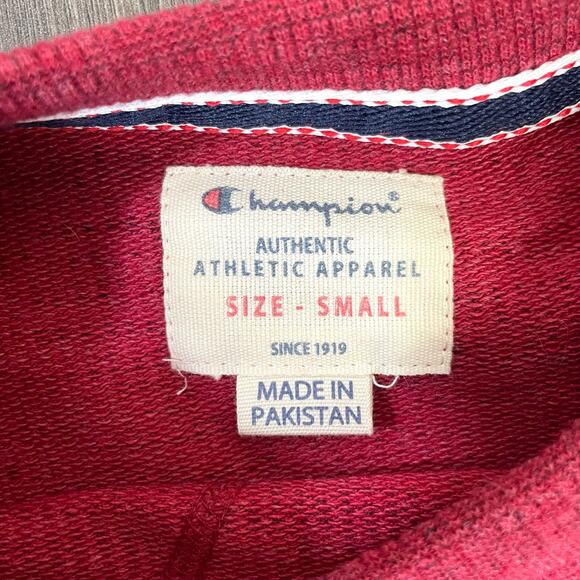 Champion®
AUTHENTIC
ATHLETIC APPAREL
SIZE - SMALL
SINCE 1919
MADE IN
PAKISTAN